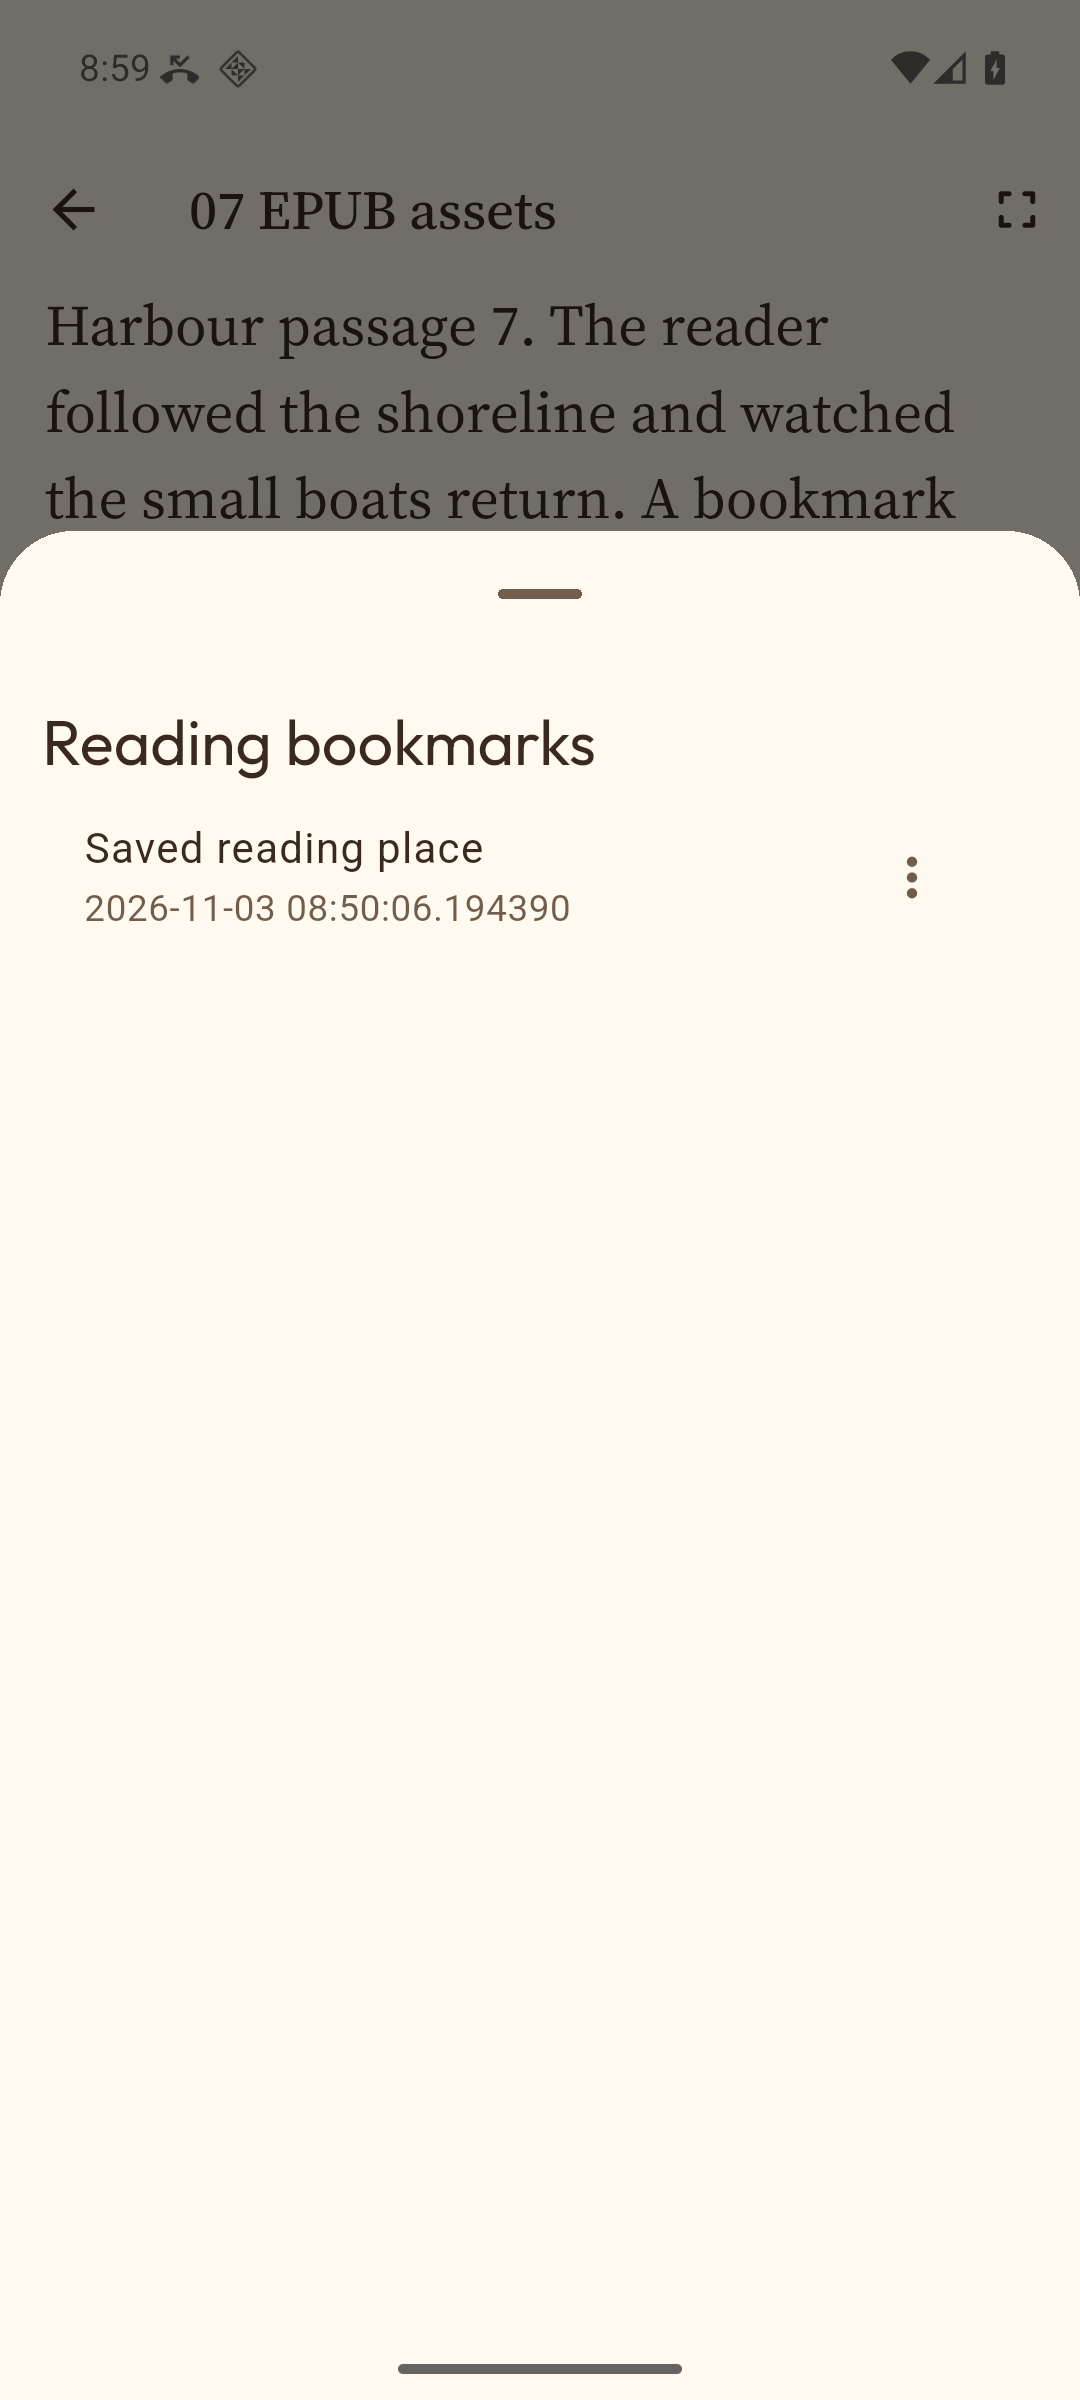 8:59
07 EPUB assets
Harbour passage 7. The reader
followed the shoreline and watched
the small boats return. A bookmark
Reading bookmarks
Saved reading place
2026-11-03 08:50:06.194390